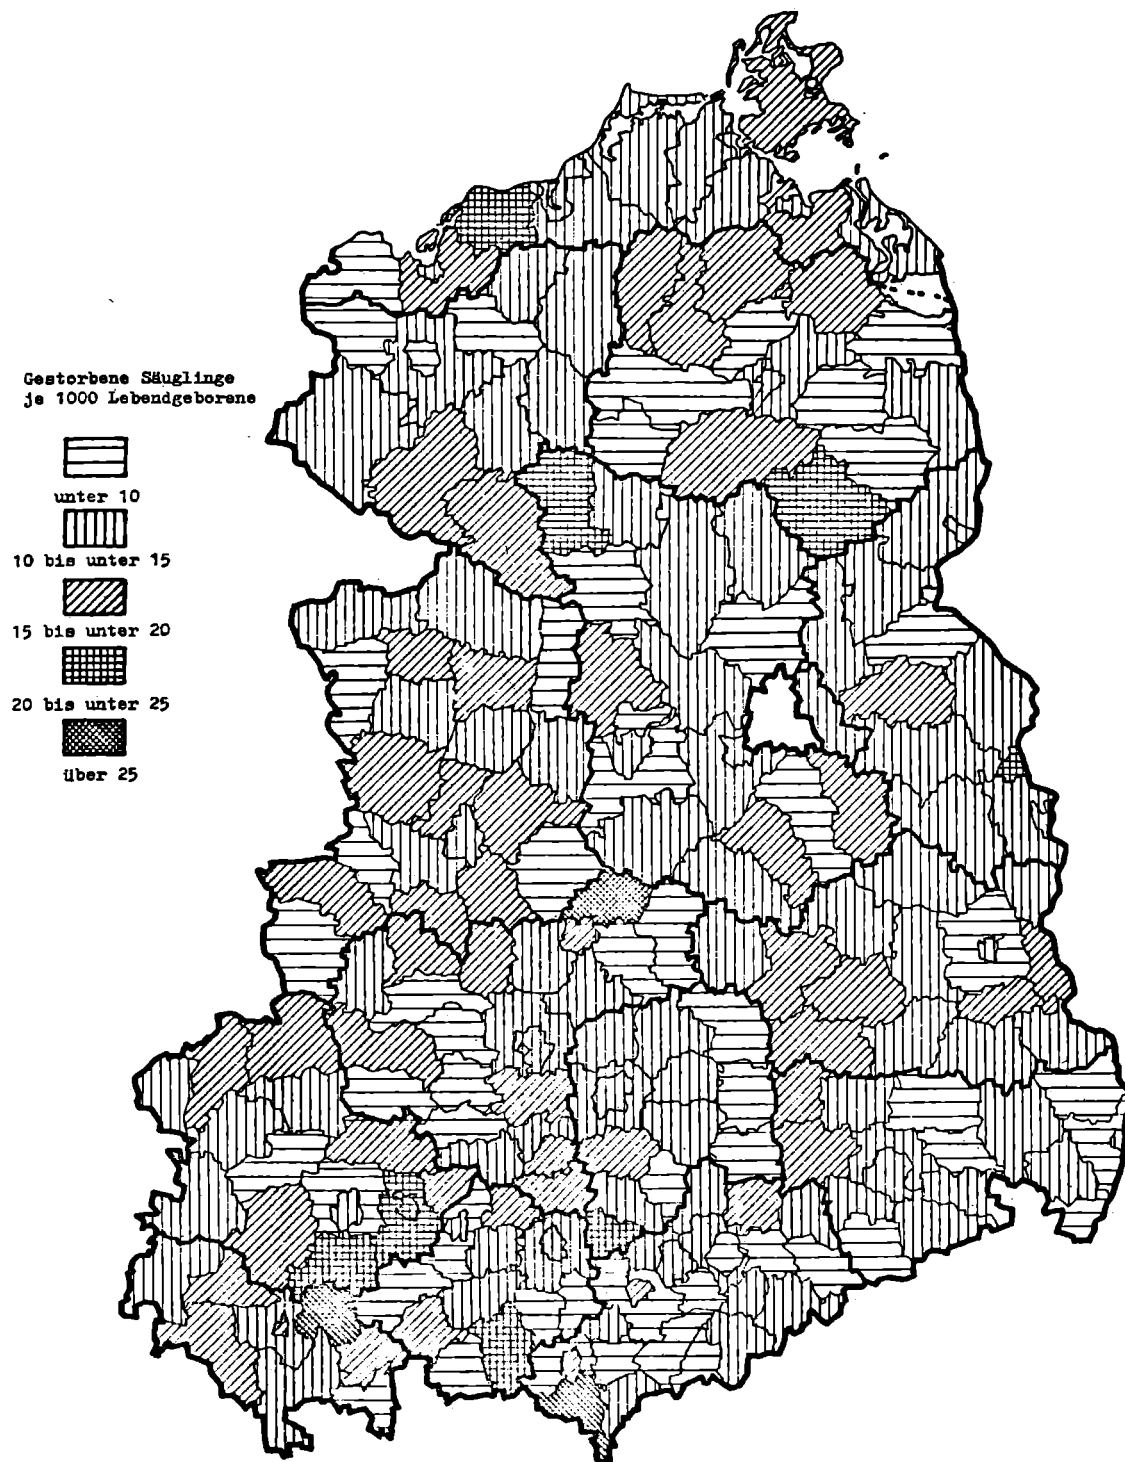 Gestorbene Säuglinge
je 1000 Lebendgeborene
unter 10
10 bis unter 15
15 bis unter 20
20 bis unter 25
über 25